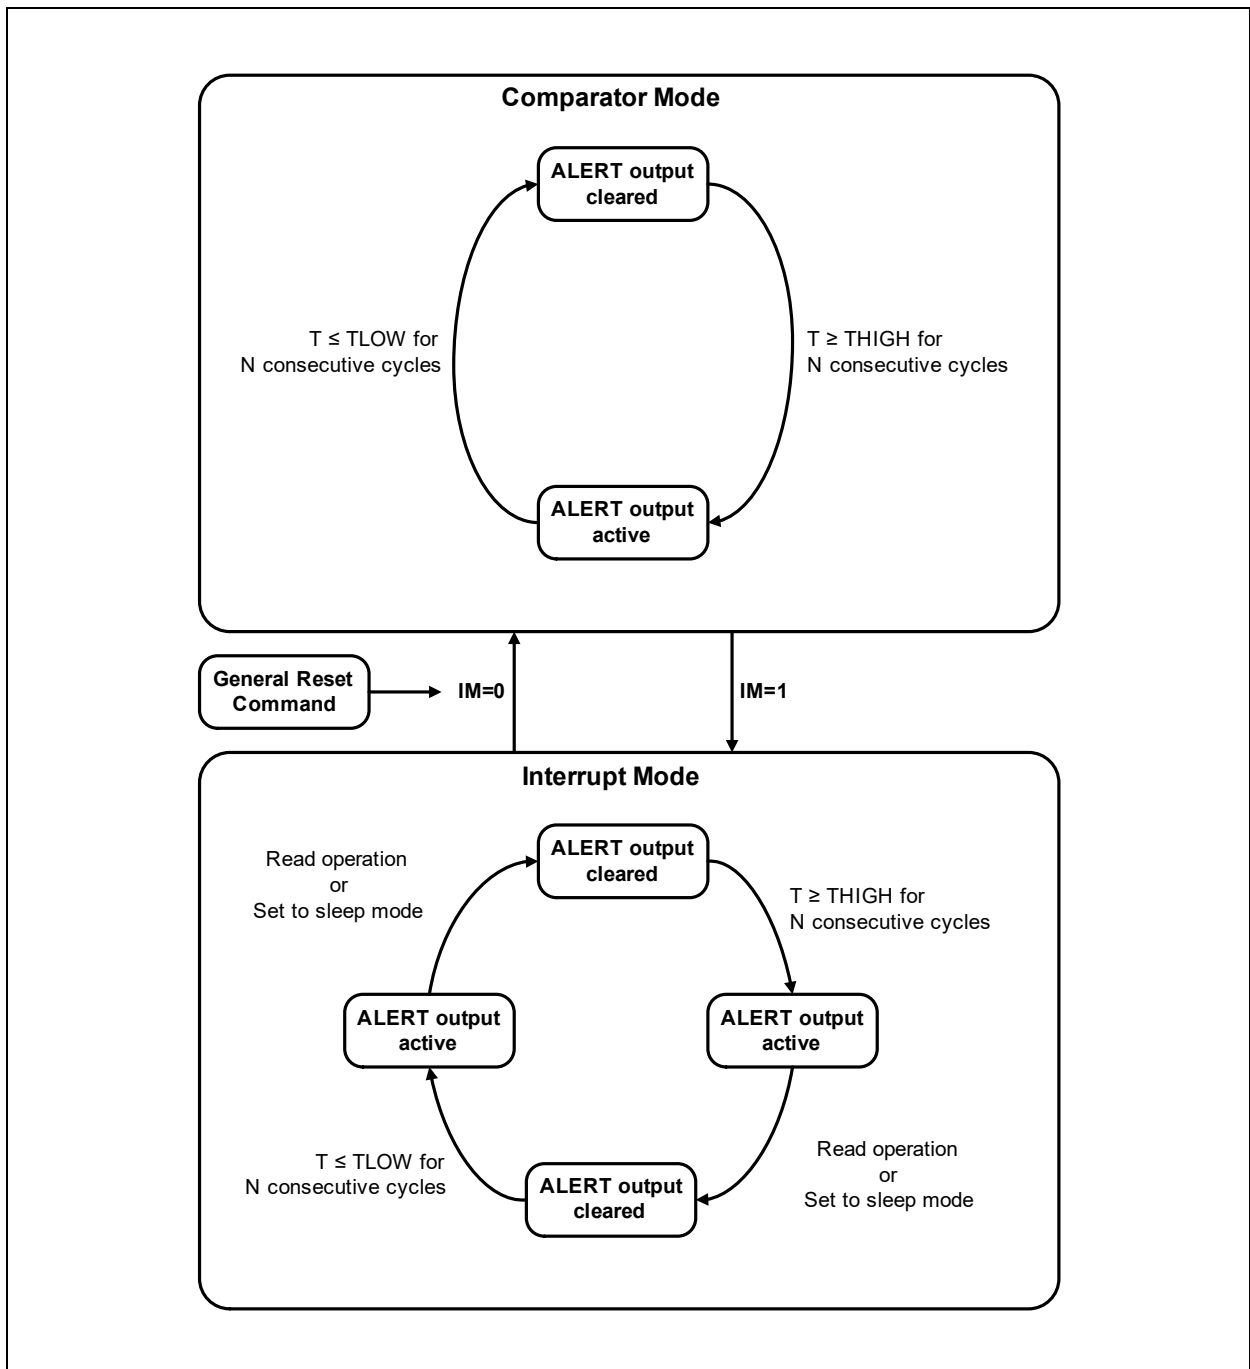 Comparator Mode
ALERT output
cleared
T ≤ TLOW for
N consecutive cycles
T ≥ THIGH for
N consecutive cycles
ALERT output
active
General Reset
Command
IM=0
IM=1
Interrupt Mode
ALERT output
cleared
Read operation
or
Set to sleep mode
T ≥ THIGH for
N consecutive cycles
ALERT output
active
ALERT output
active
T ≤ TLOW for
N consecutive cycles
Read operation
or
Set to sleep mode
ALERT output
cleared